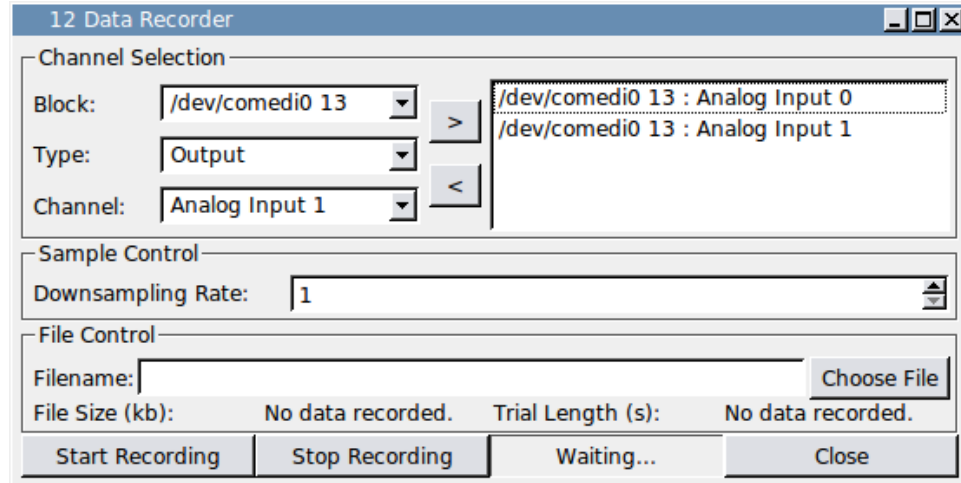 12 Data Recorder
Channel Selection
Block: /dev/comedi0 13
Type: Output
Channel: Analog Input 1
>
<
/dev/comedi0 13 : Analog Input 0
/dev/comedi0 13 : Analog Input 1
Sample Control
Downsampling Rate: 1
File Control
Filename: Choose File
File Size (kb): No data recorded. Trial Length (s): No data recorded.
Start Recording Stop Recording Waiting... Close